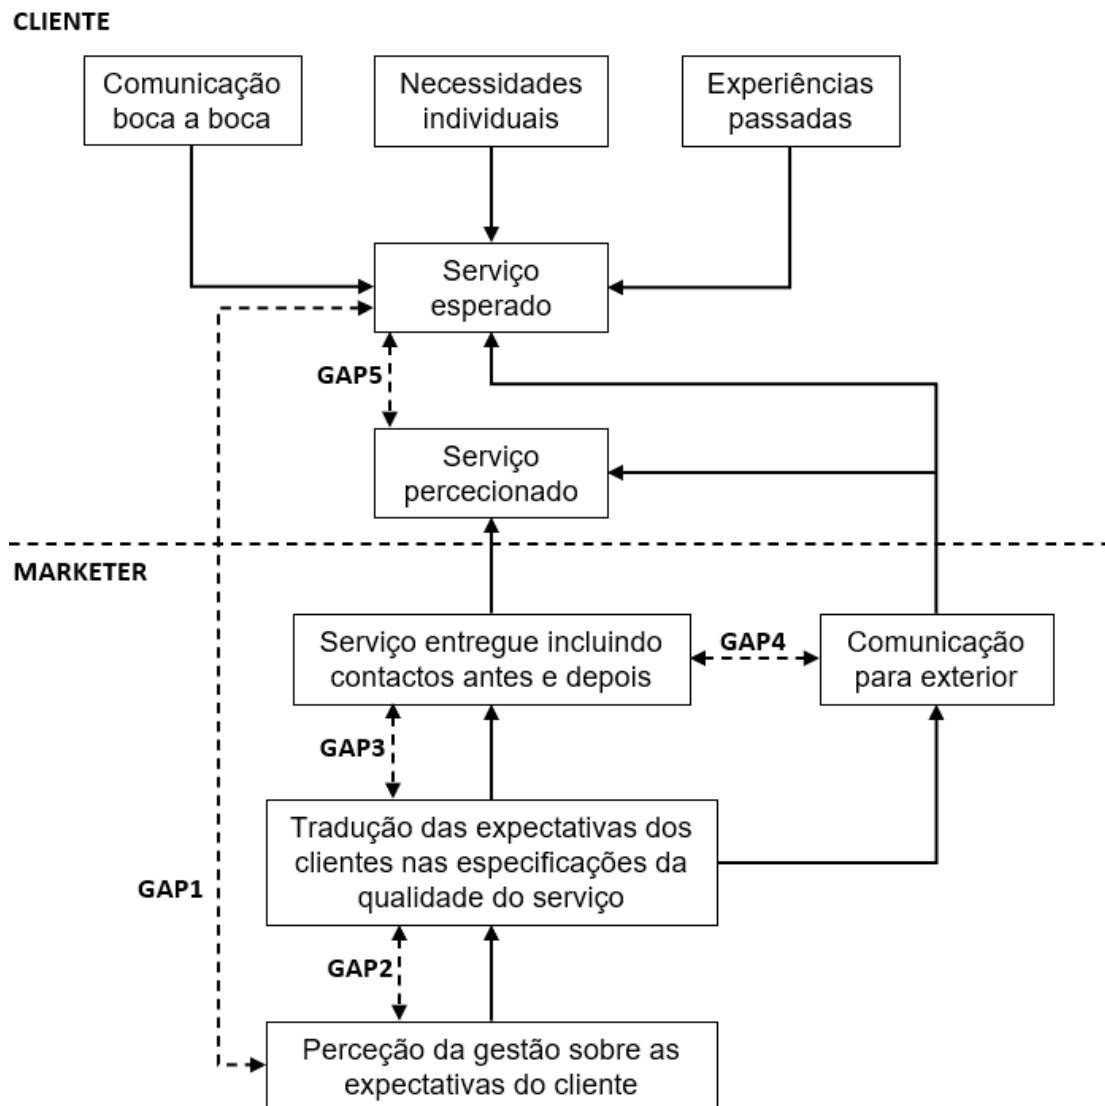 CLIENTE
Comunicação
boca a boca
Necessidades
individuais
Experiências
passadas
Serviço
esperado
GAP5
Serviço
percecionado
MARKETER
Serviço entregue incluindo
contactos antes e depois
GAP4
Comunicação
para exterior
GAP3
Tradução das expectativas dos
clientes nas especificações da
qualidade do serviço
GAP1
GAP2
Perceção da gestão sobre as
expectativas do cliente